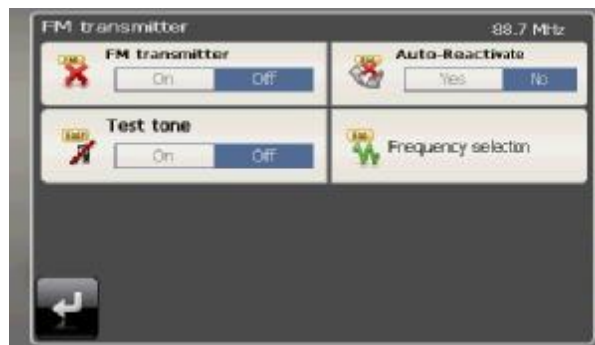 FM transmitter 88.7 MHz
FM transmitter
On Off
Auto-Reactivate
Yes No
Test tone
On Off
Frequency selection